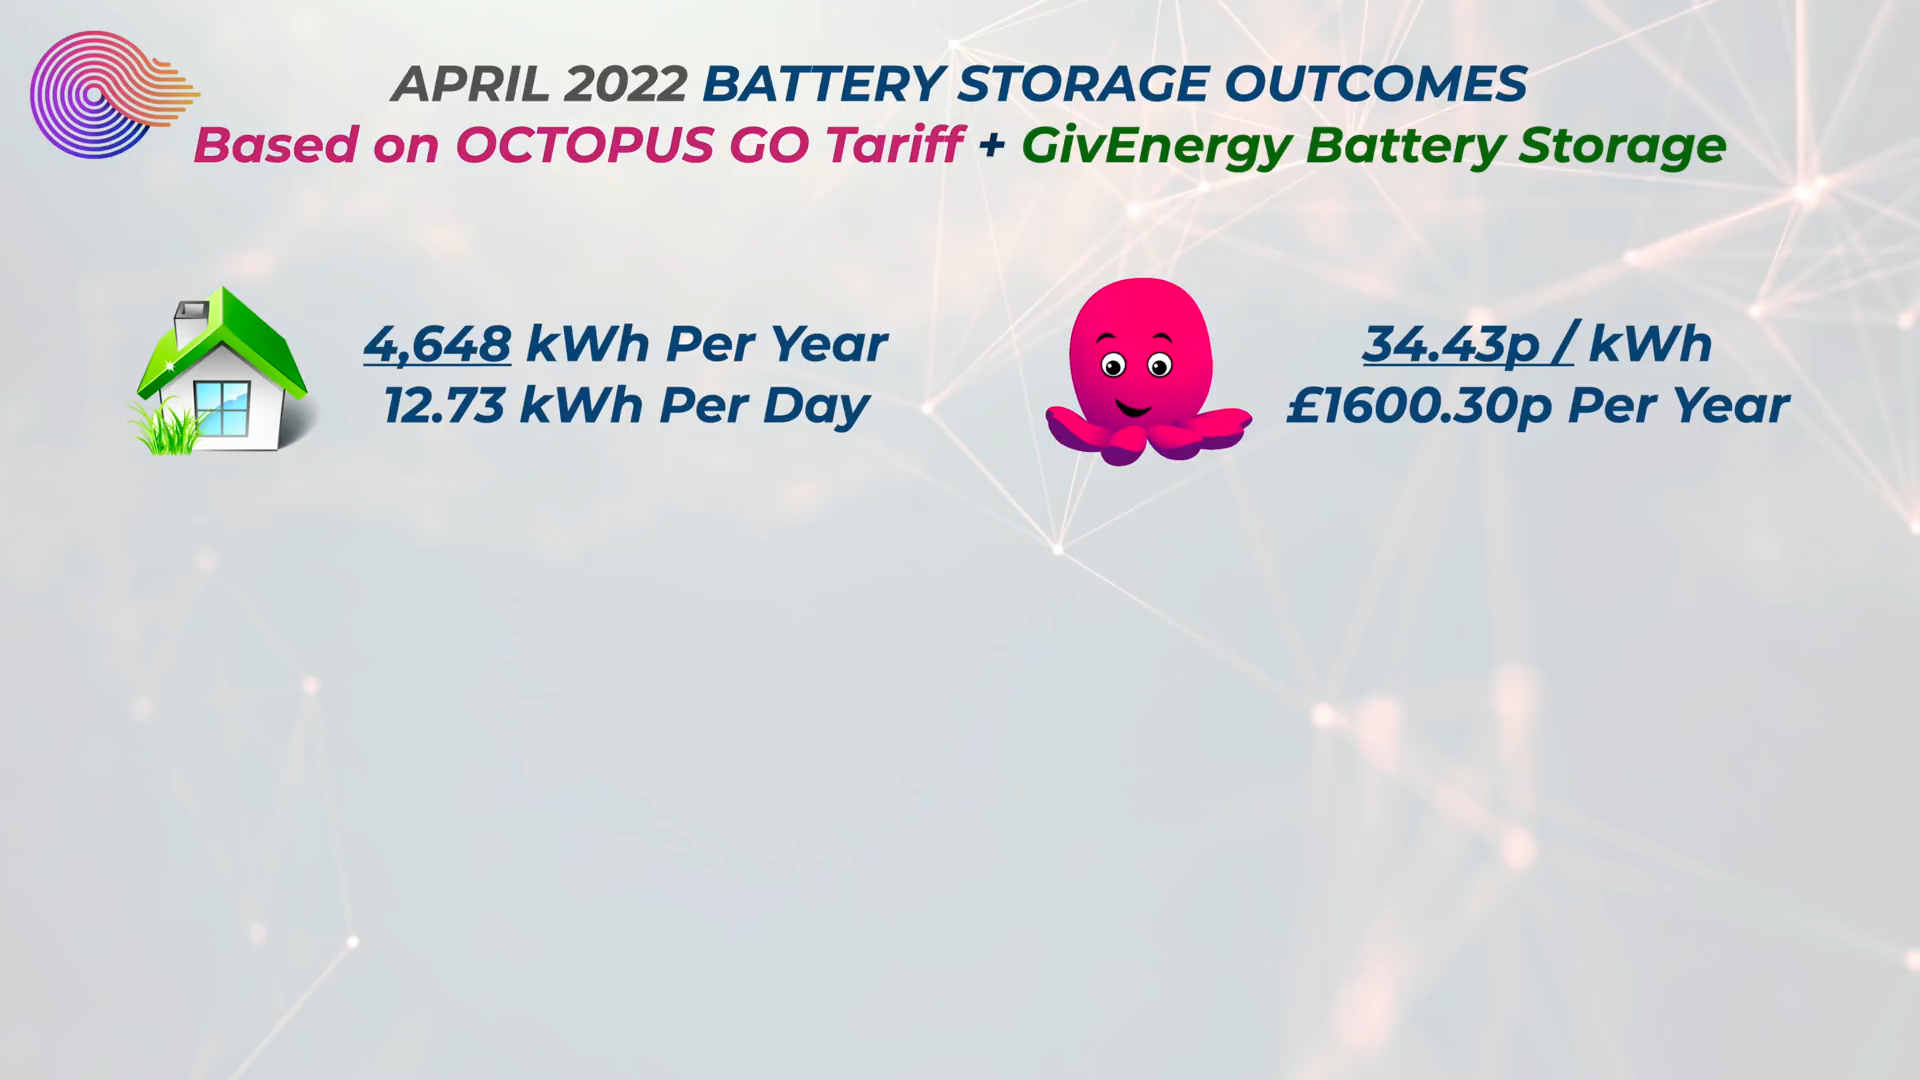 APRIL 2022 BATTERY STORAGE OUTCOMES
Based on OCTOPUS GO Tariff + GivEnergy Battery Storage
4,648 kWh Per Year
12.73 kWh Per Day
34.43p / kWh
£1600.30p Per Year